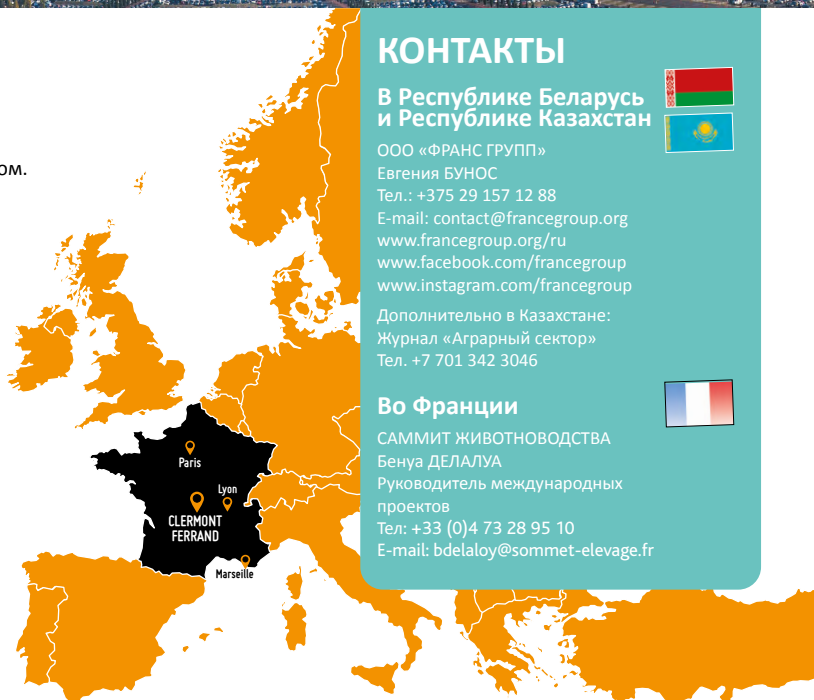 ом.
КОНТАКТЫ
В Республике Беларусь
и Республике Казахстан
ООО «ФРАНС ГРУПП»
Евгения БУНОС
Тел.: +375 29 157 12 88
E-mail: contact@francegroup.org
www.francegroup.org/ru
www.facebook.com/francegroup
www.instagram.com/francegroup
Дополнительно в Казахстане:
Журнал «Аграрный сектор»
Тел. +7 701 342 3046
Во Франции
САММИТ ЖИВОТНОВОДСТВА
Бенуа ДЕЛАЛУА
Руководитель международных
проектов
Тел: +33 (0)4 73 28 95 10
E-mail: bdelaloy@sommet-elevage.fr
Paris
Lyon
CLERMONT
FERRAND
Marseille